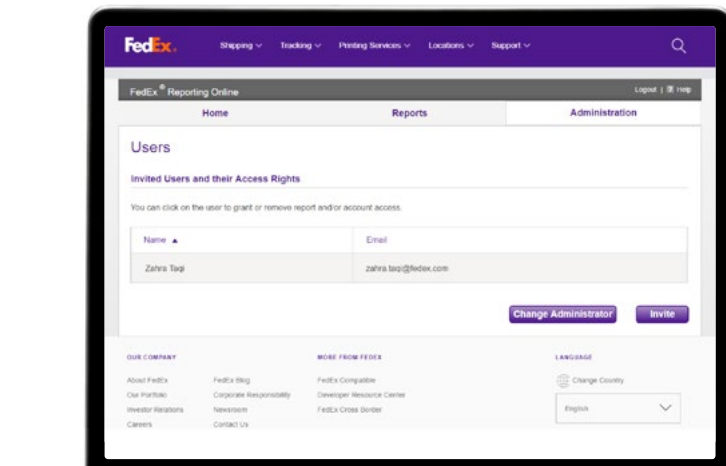 FedEx.
Shipping Tracking Printing Services Locations Support
FedEx® Reporting Online
Logout | Help
Home Reports Administration
Users
Invited Users and their Access Rights
You can click on the user to grant or remove report and/or account access.
Name ▲ Email
Zahra Taqi zahra.taqi@fedex.com
Change Administrator Invite
OUR COMPANY MORE FROM FEDEX LANGUAGE
About FedEx FedEx Blog FedEx Compatible Change Country
Our Portfolio Corporate Responsibility Developer Resource Center
Investor Relations Newsroom FedEx Cross Border English
Careers Contact Us